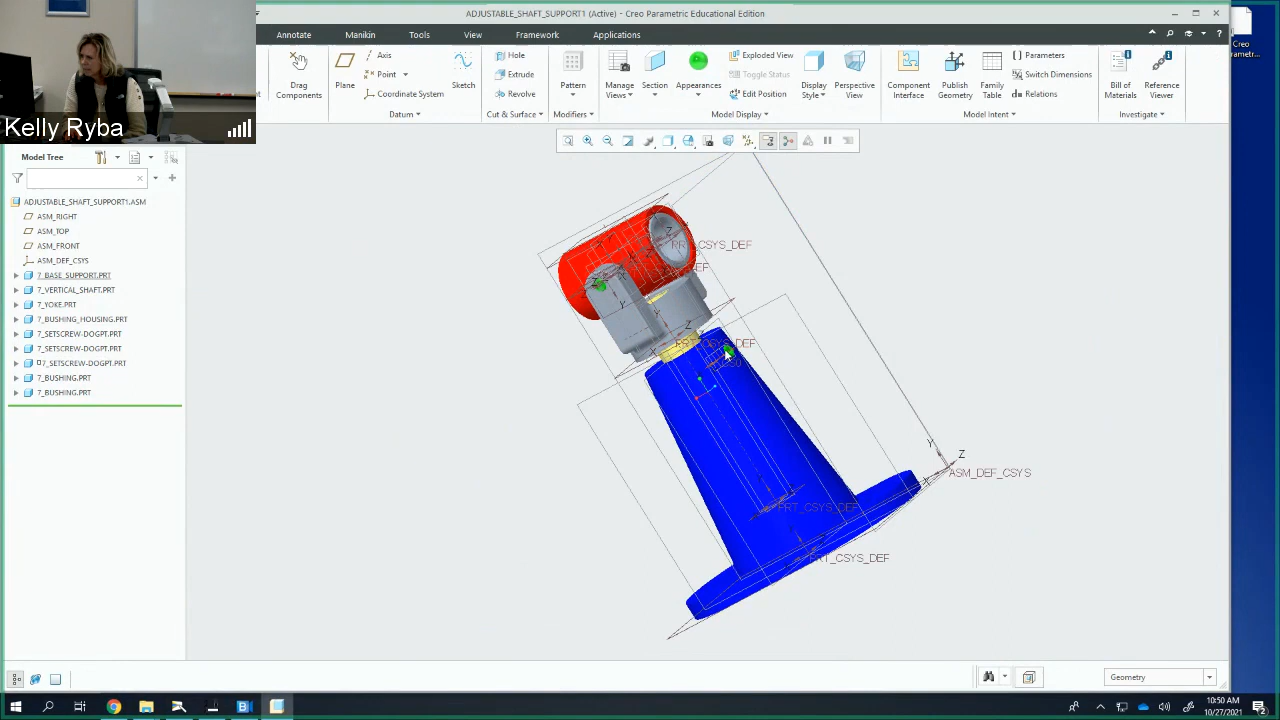 ADJUSTABLE_SHAFT_SUPPORT1 (Active) - Creo Parametric Educational Edition
Annotate Manikin Tools View Framework Applications
Drag Components
Plane
Axis
Point
Coordinate System
Sketch
Datum
Hole
Extrude
Revolve
Cut & Surface
Pattern
Modifiers
Manage Views
Section
Appearances
Exploded View
Toggle Status
Edit Position
Display Style
Perspective View
Model Display
Component Interface
Publish Geometry
Family Table
Parameters
Switch Dimensions
Relations
Model Intent
Bill of Materials
Reference Viewer
Investigate
Creo
Kelly Ryba
Model Tree
ADJUSTABLE_SHAFT_SUPPORT1.ASM
ASM_RIGHT
ASM_TOP
ASM_FRONT
ASM_DEF_CSYS
7_BASE_SUPPORT.PRT
7_VERTICAL_SHAFT.PRT
7_YOKE.PRT
7_BUSHING_HOUSING.PRT
7_SETSCREW-DOGPT.PRT
7_SETSCREW-DOGPT.PRT
7_SETSCREW-DOGPT.PRT
7_BUSHING.PRT
7_BUSHING.PRT
PRT_CSYS_DEF
PRT_CSYS_DEF
ASM_DEF_CSYS
PRT_CSYS_DEF
PRT_CSYS_DEF
Geometry
10:50 AM
10/27/2021